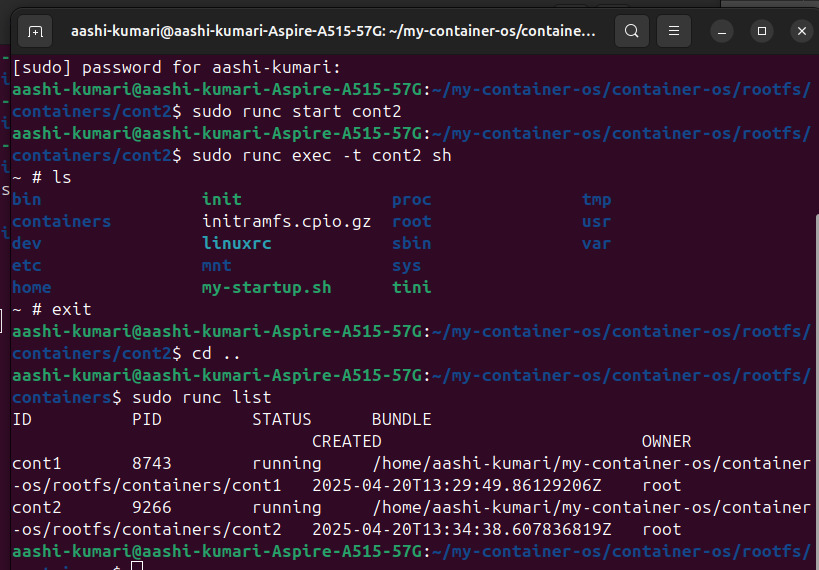 aashi-kumari@aashi-kumari-Aspire-A515-57G: ~/my-container-os/containe...
[sudo] password for aashi-kumari:
aashi-kumari@aashi-kumari-Aspire-A515-57G:~/my-container-os/container-os/rootfs/
containers/cont2$ sudo runc start cont2
aashi-kumari@aashi-kumari-Aspire-A515-57G:~/my-container-os/container-os/rootfs/
containers/cont2$ sudo runc exec -t cont2 sh
~ # ls
bin init proc tmp
containers initramfs.cpio.gz root usr
dev linuxrc sbin var
etc mnt sys
home my-startup.sh tini
~ # exit
aashi-kumari@aashi-kumari-Aspire-A515-57G:~/my-container-os/container-os/rootfs/
containers/cont2$ cd ..
aashi-kumari@aashi-kumari-Aspire-A515-57G:~/my-container-os/container-os/rootfs/
containers$ sudo runc list
ID PID STATUS BUNDLE
CREATED OWNER
cont1 8743 running /home/aashi-kumari/my-container-os/container
-os/rootfs/containers/cont1 2025-04-20T13:29:49.86129206Z root
cont2 9266 running /home/aashi-kumari/my-container-os/container
-os/rootfs/containers/cont2 2025-04-20T13:34:38.607836819Z root
aashi-kumari@aashi-kumari-Aspire-A515-57G:~/my-container-os/container-os/rootfs/